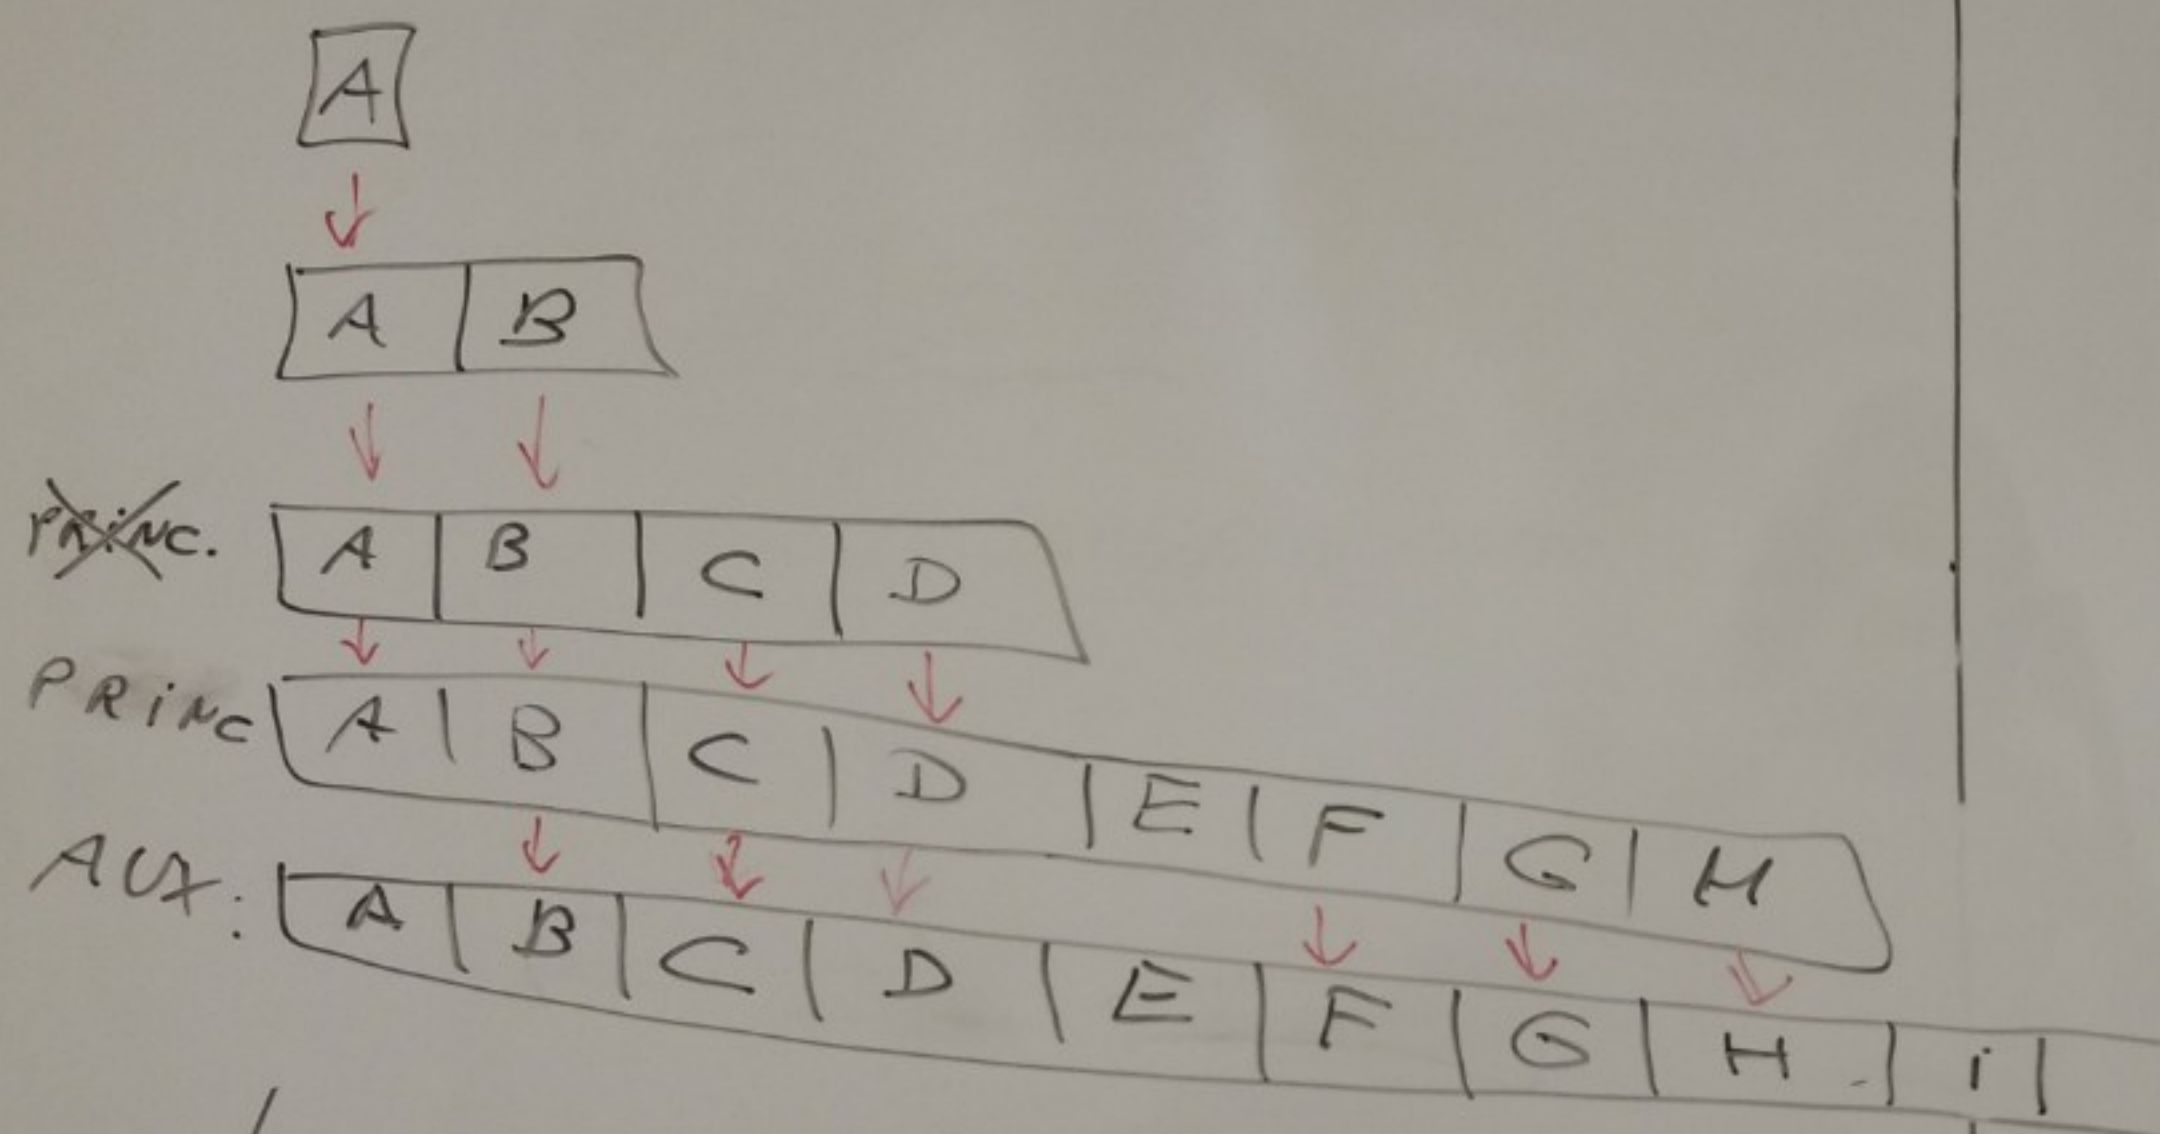 A
A B
PRiNC. A B C D
PRiNC A B C D E F G H
AUX: A B C D E F G H i